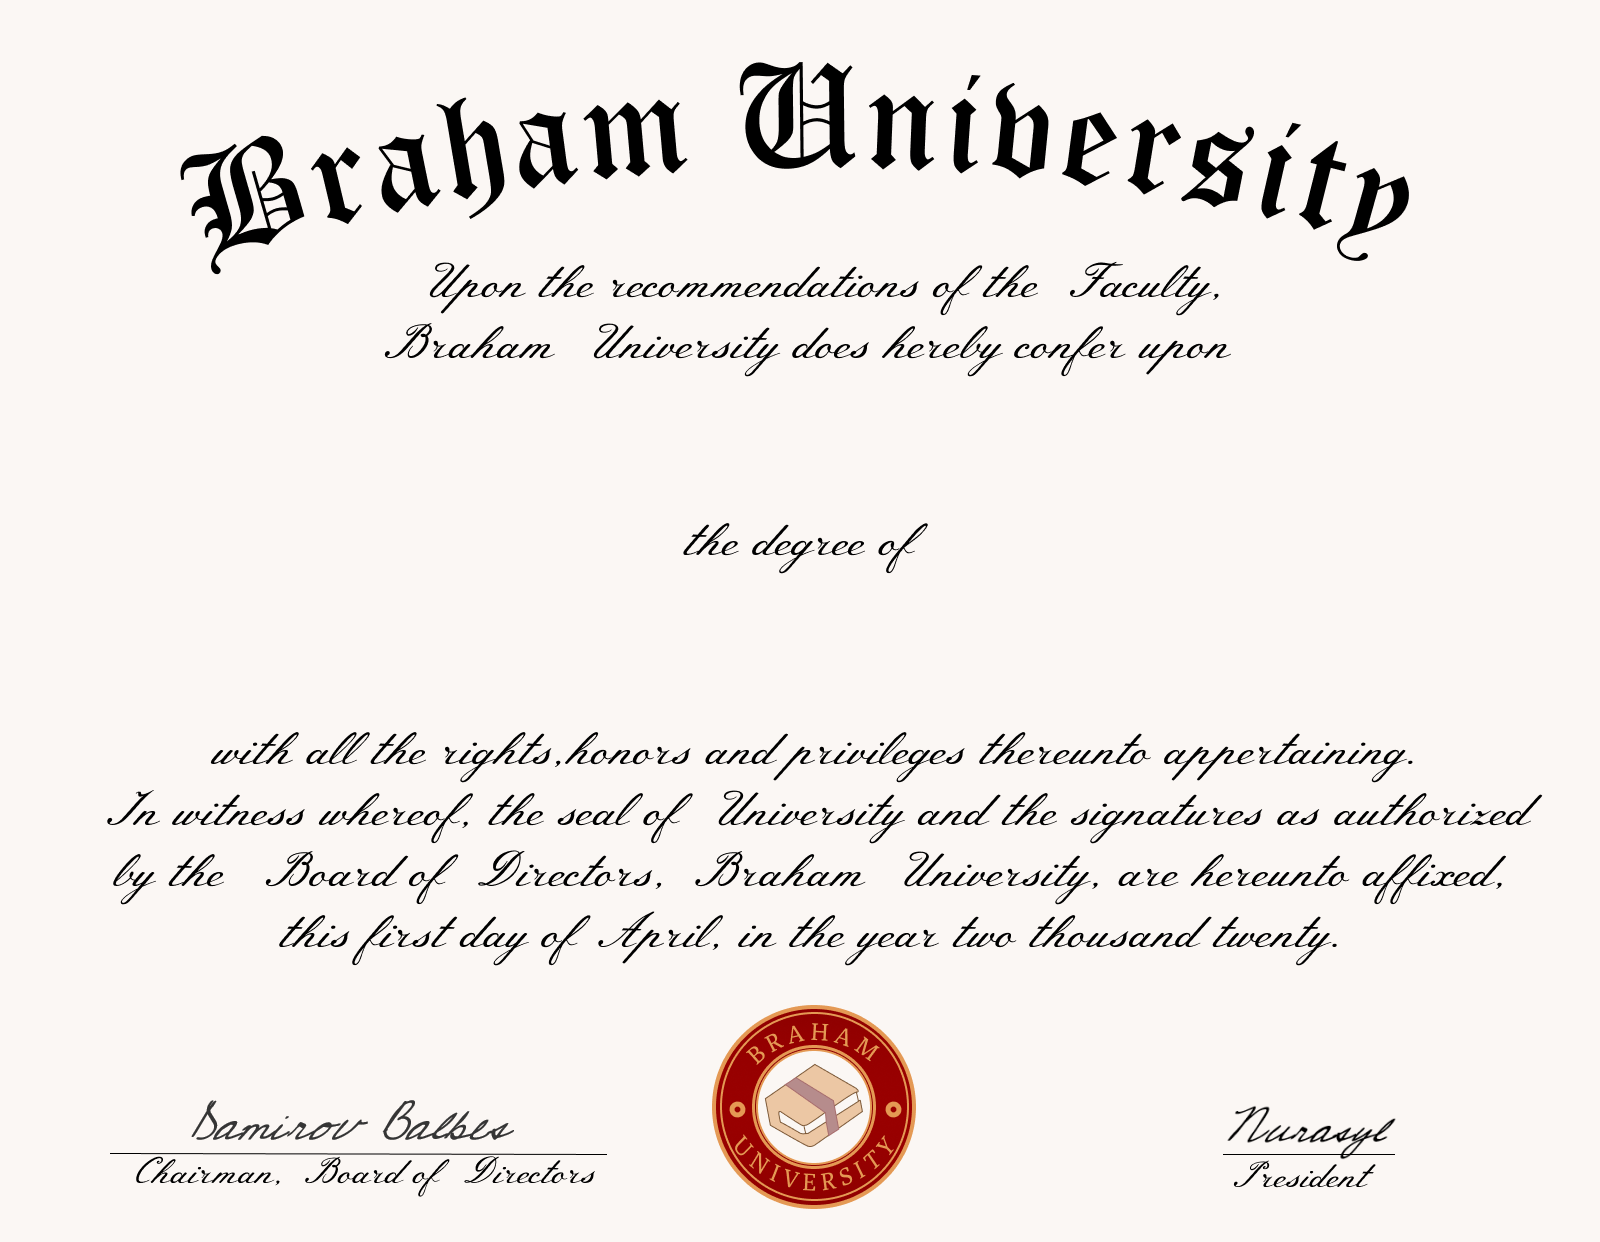 Braham University
Upon the recommendations of the Faculty,
Braham University does hereby confer upon
the degree of
with all the rights,honors and privileges thereunto appertaining.
In witness whereof, the seal of University and the signatures as authorized
by the Board of Directors, Braham University, are hereunto affixed,
this first day of April, in the year two thousand twenty.
BRAHAM
UNIVERSITY
Damirov Balbes
Chairman, Board of Directors
Nurasyl
President